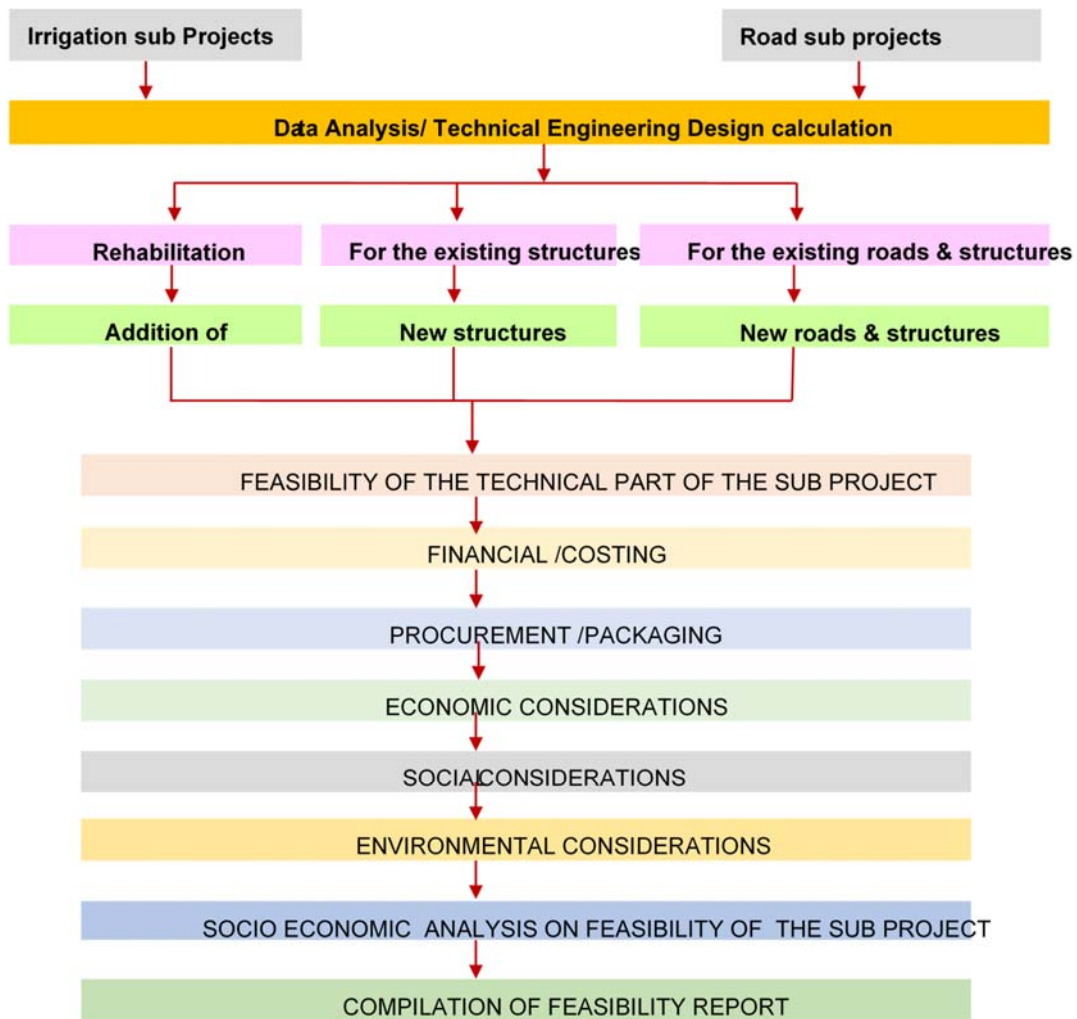 Irrigation sub Projects
Road sub projects
Data Analysis/ Technical Engineering Design calculation
Rehabilitation
For the existing structures
For the existing roads & structures
Addition of
New structures
New roads & structures
FEASIBILITY OF THE TECHNICAL PART OF THE SUB PROJECT
FINANCIAL /COSTING
PROCUREMENT /PACKAGING
ECONOMIC CONSIDERATIONS
SOCIAL CONSIDERATIONS
ENVIRONMENTAL CONSIDERATIONS
SOCIO ECONOMIC ANALYSIS ON FEASIBILITY OF THE SUB PROJECT
COMPILATION OF FEASIBILITY REPORT